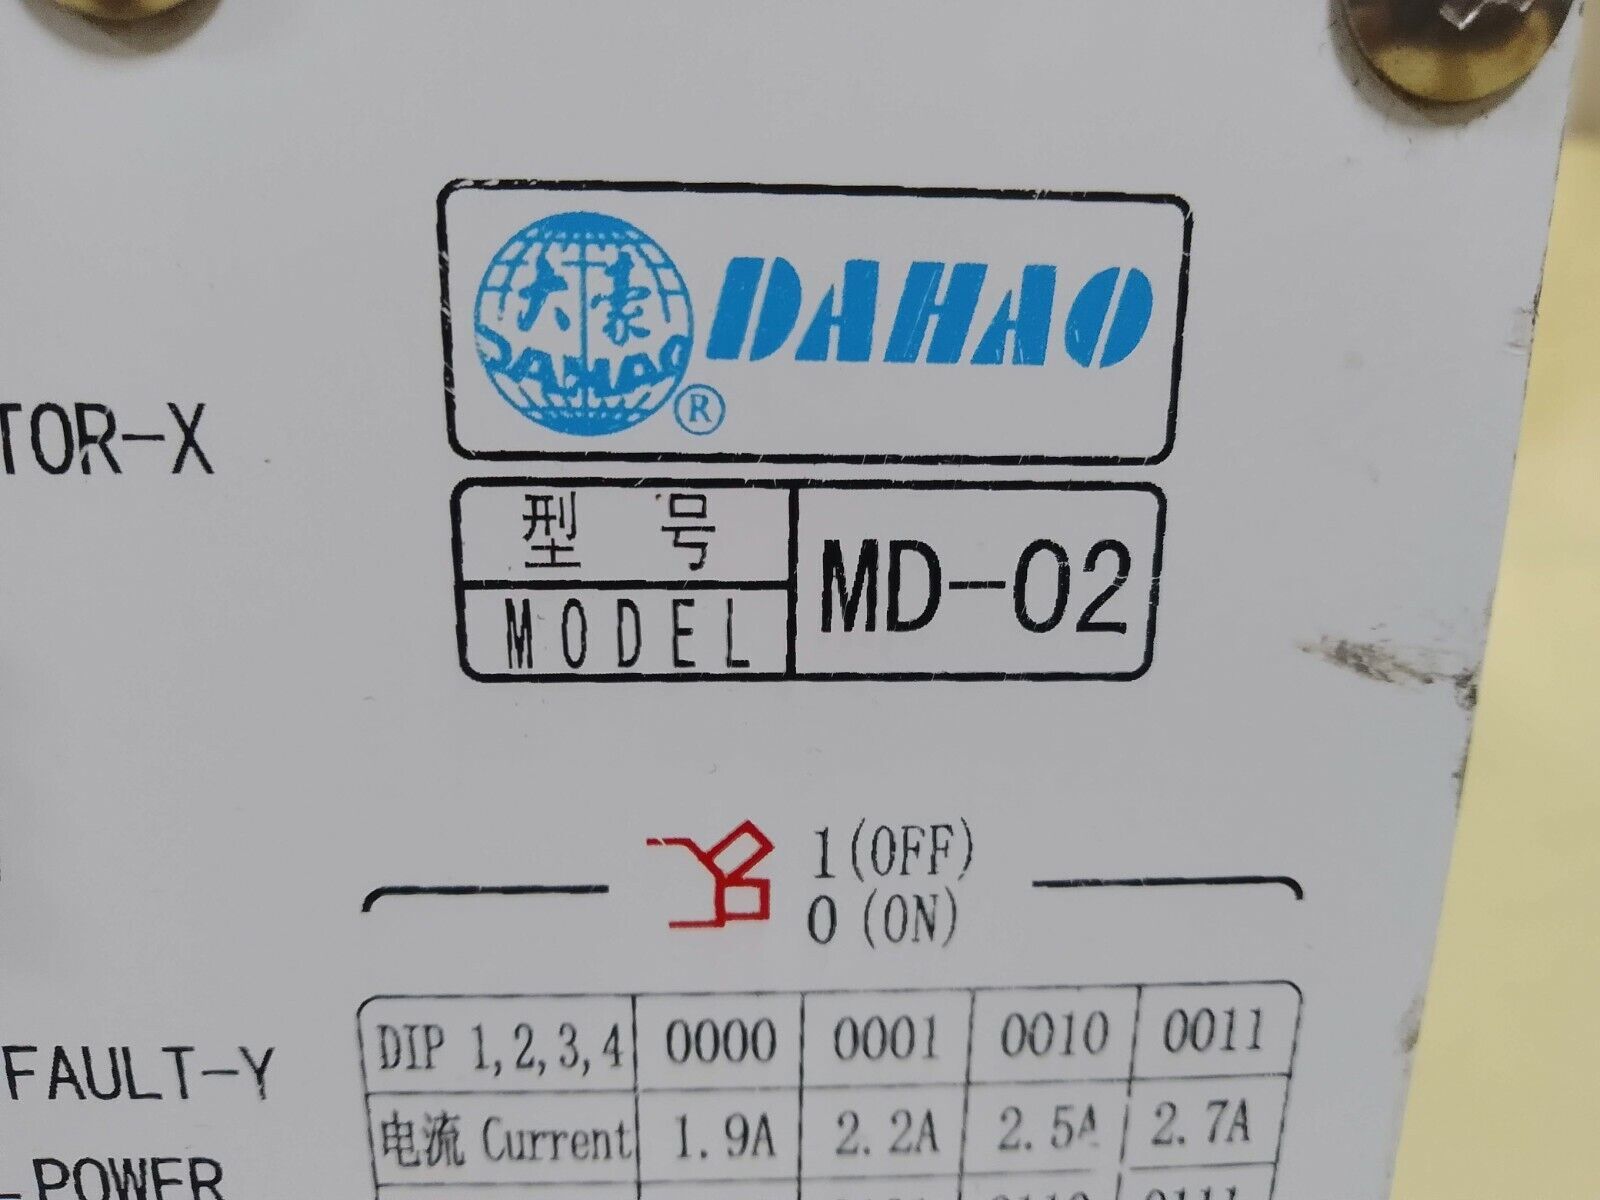 大豪
DAHAO
DAHAO
®
TOR-X
型 号
MODEL
MD-02
1(OFF)
0(ON)
DIP 1,2,3,4 0000 0001 0010 0011
FAULT-Y
电流 Current 1.9A 2.2A 2.5A 2.7A
-POWER